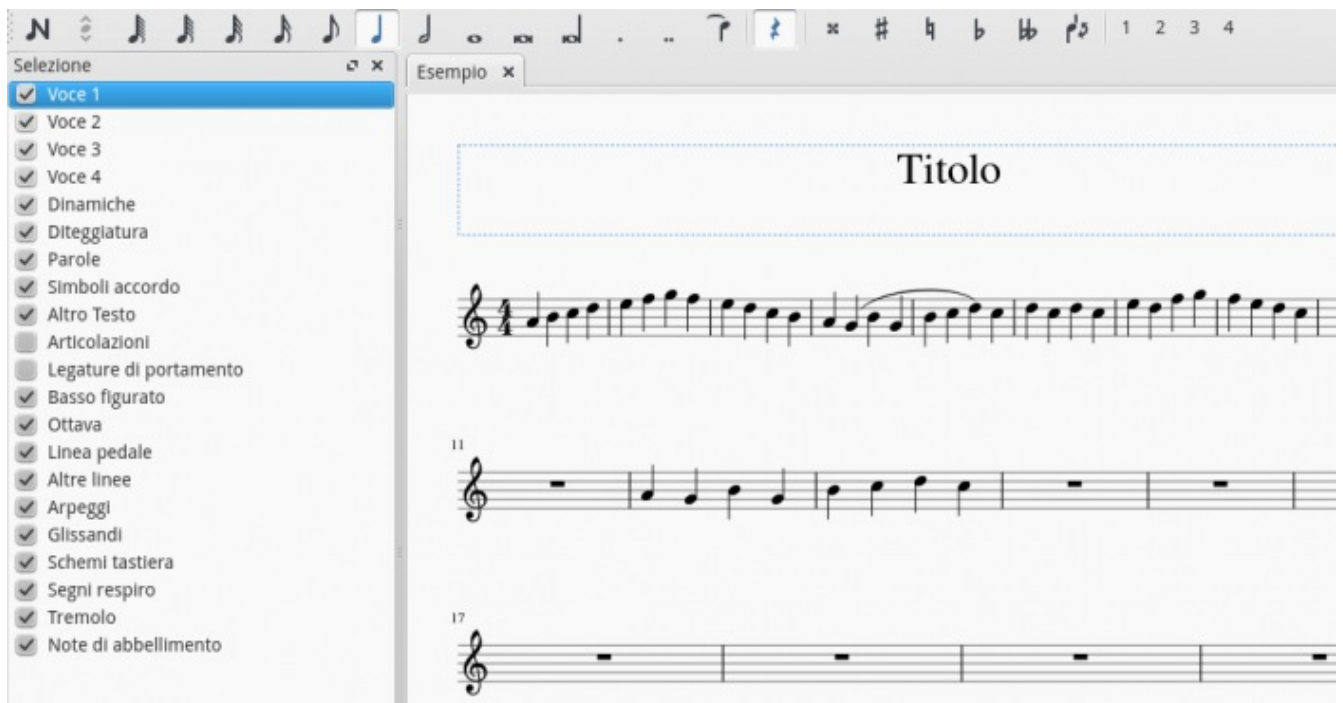 1 2 3 4
Selezione
Esempio
Voce 1
Voce 2
Voce 3
Voce 4
Dinamiche
Diteggiatura
Parole
Simboli accordo
Altro Testo
Articolazioni
Legature di portamento
Basso figurato
Ottava
Linea pedale
Altre linee
Arpeggi
Glissandi
Schemi tastiera
Segni respiro
Tremolo
Note di abbellimento
Titolo
4
4
11
17